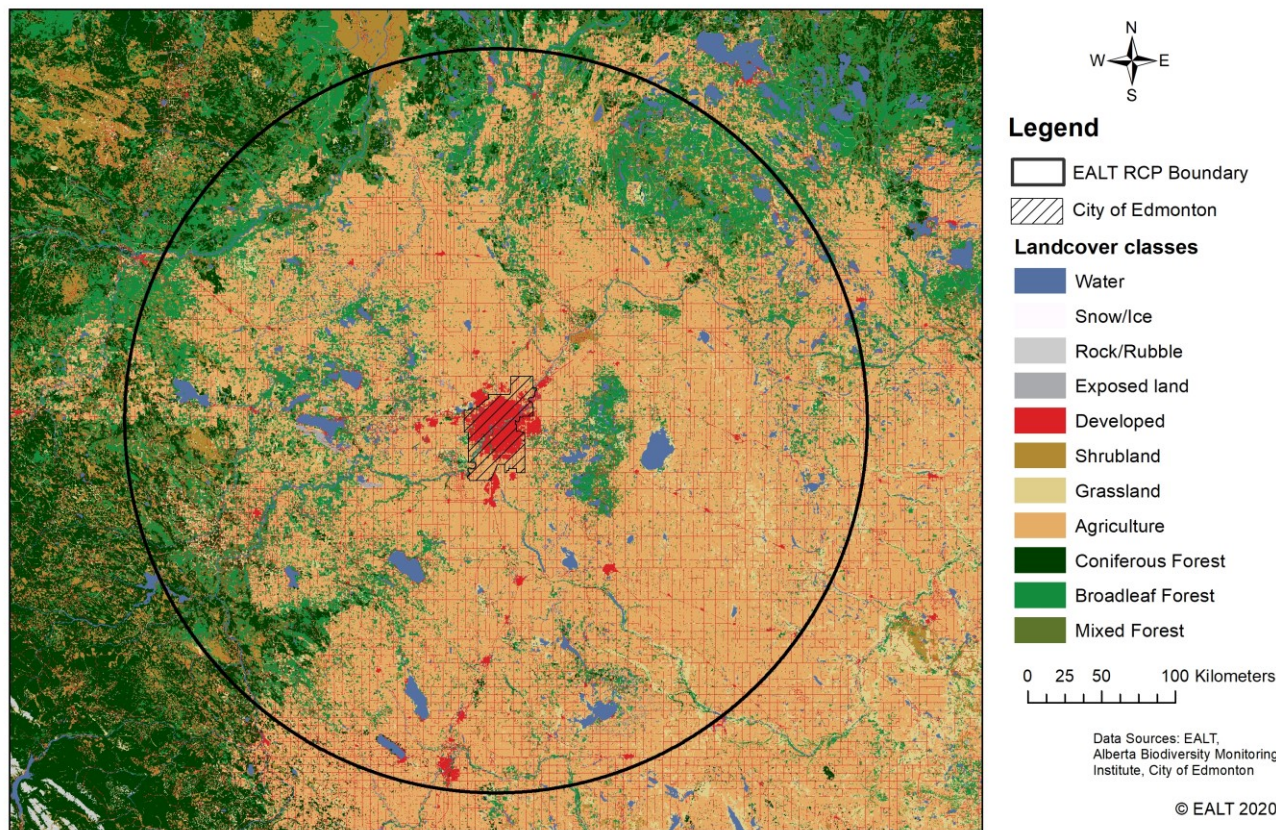 N
W E
S
Legend
EALT RCP Boundary
City of Edmonton
Landcover classes
Water
Snow/Ice
Rock/Rubble
Exposed land
Developed
Shrubland
Grassland
Agriculture
Coniferous Forest
Broadleaf Forest
Mixed Forest
0 25 50 100 Kilometers
Data Sources: EALT,
Alberta Biodiversity Monitoring
Institute, City of Edmonton
© EALT 2020